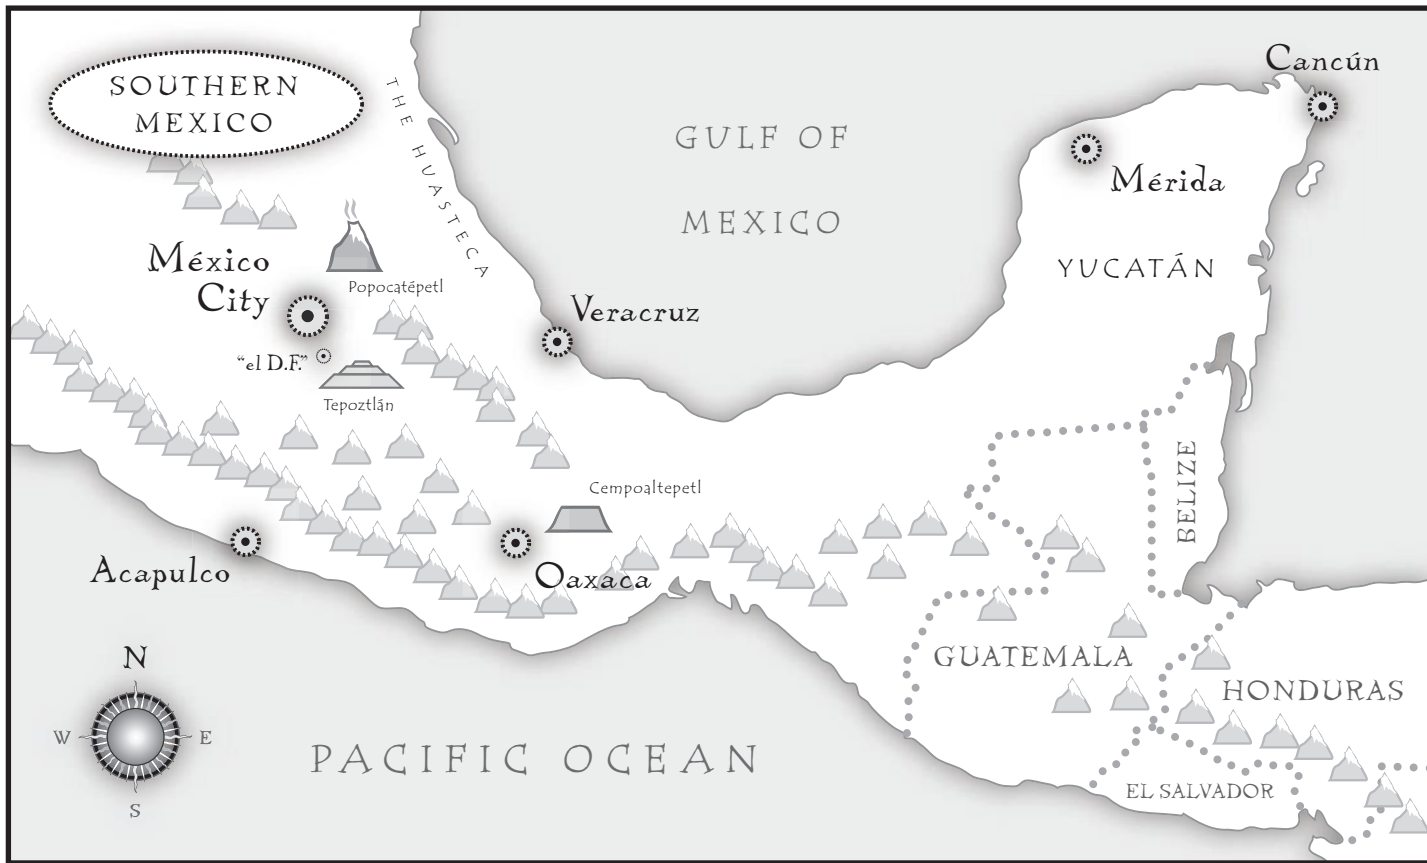 SOUTHERN
MEXICO
THE HUASTECA
GULF OF
MEXICO
Cancún
Mérida
YUCATÁN
México
City
Popocatépetl
Veracruz
“el D.F.”
Tepoztlán
BELIZE
Cempoaltepetl
Acapulco
Oaxaca
GUATEMALA
HONDURAS
N
W
E
S
PACIFIC OCEAN
EL SALVADOR